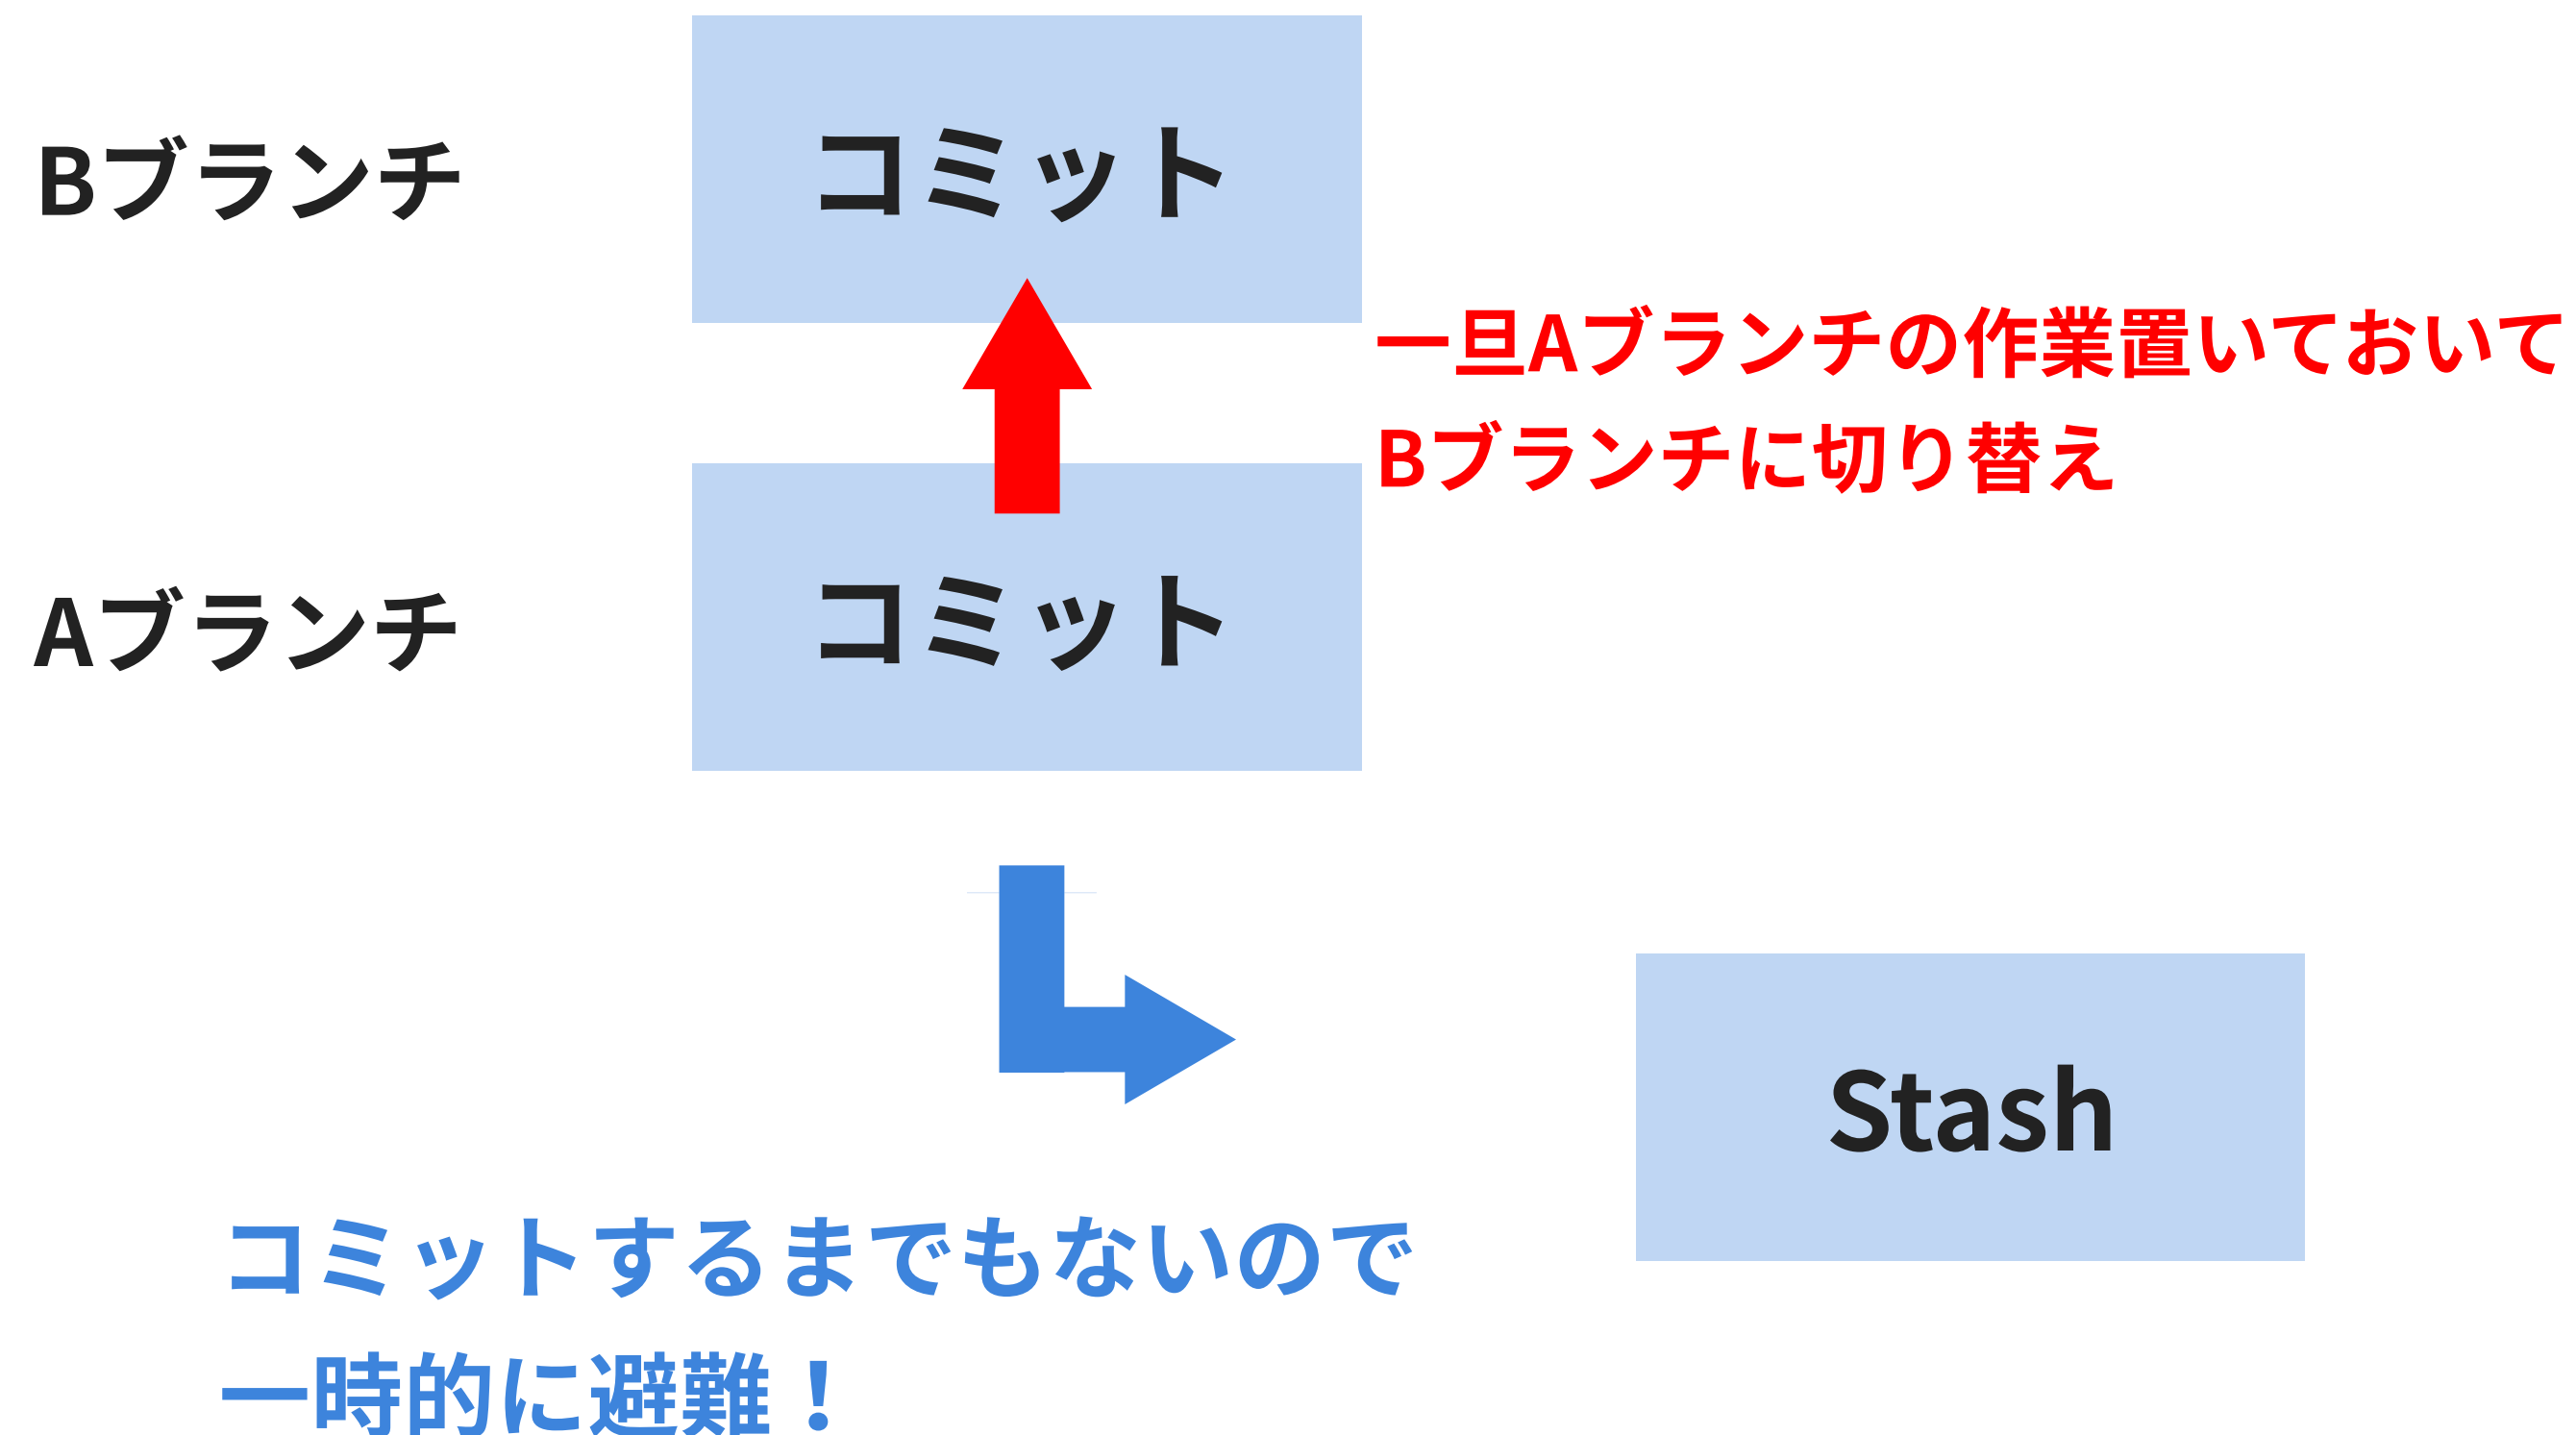 Bブランチ
コミット
一旦Aブランチの作業置いておいて
Bブランチに切り替え
Aブランチ
コミット
Stash
コミットするまでもないので
一時的に避難！